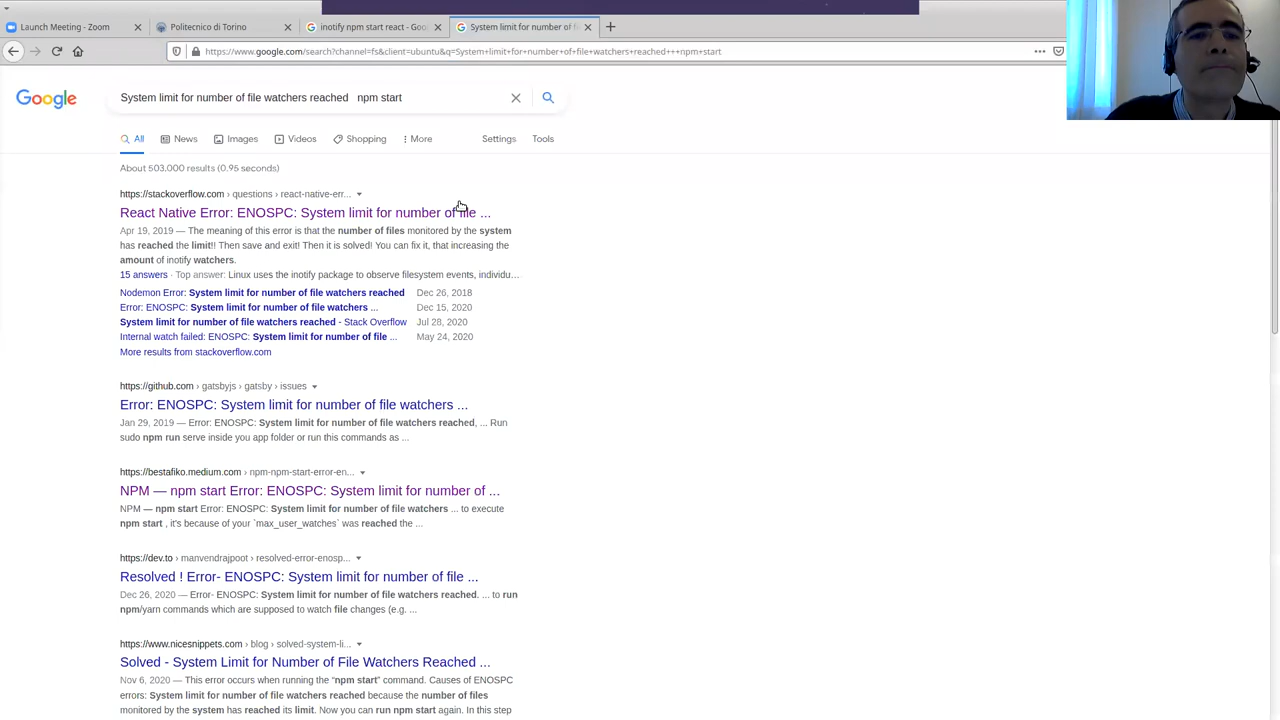 Launch Meeting - Zoom
Politecnico di Torino
inotify npm start react - Goo
System limit for number of fi
https://www.google.com/search?channel=fs&client=ubuntu&q=System+limit+for+number+of+file+watchers+reached+++npm+start
Google
System limit for number of file watchers reached npm start
All News Images Videos Shopping More Settings Tools
About 503,000 results (0.95 seconds)
https://stackoverflow.com › questions › react-native-err...
React Native Error: ENOSPC: System limit for number of file ...
Apr 19, 2019 — The meaning of this error is that the number of files monitored by the system
has reached the limit!! Then save and exit! Then it is solved! You can fix it, that increasing the
amount of inotify watchers.
15 answers · Top answer: Linux uses the inotify package to observe filesystem events, individu…
Nodemon Error: System limit for number of file watchers reached Dec 26, 2018
Error: ENOSPC: System limit for number of file watchers ... Dec 15, 2020
System limit for number of file watchers reached - Stack Overflow Jul 28, 2020
Internal watch failed: ENOSPC: System limit for number of file ... May 24, 2020
More results from stackoverflow.com
https://github.com › gatsbyjs › gatsby › issues
Error: ENOSPC: System limit for number of file watchers ...
Jan 29, 2019 — Error: ENOSPC: System limit for number of file watchers reached, ... Run
sudo npm run serve inside you app folder or run this commands as ...
https://bestafiko.medium.com › npm-npm-start-error-en...
NPM — npm start Error: ENOSPC: System limit for number of ...
NPM — npm start Error: ENOSPC: System limit for number of file watchers ... to execute
npm start , it's because of your `max_user_watches` was reached the ...
https://dev.to › manvendrajpoot › resolved-error-enosp...
Resolved ! Error- ENOSPC: System limit for number of file ...
Dec 26, 2020 — Error- ENOSPC: System limit for number of file watchers reached. ... to run
npm/yarn commands which are supposed to watch file changes (e.g. ...
https://www.nicesnippets.com › blog › solved-system-li...
Solved - System Limit for Number of File Watchers Reached ...
Nov 6, 2020 — This error occurs when running the “npm start” command. Causes of ENOSPC
errors: System limit for number of file watchers reached because the number of files
monitored by the system has reached its limit. Now you can run npm start again. In this step